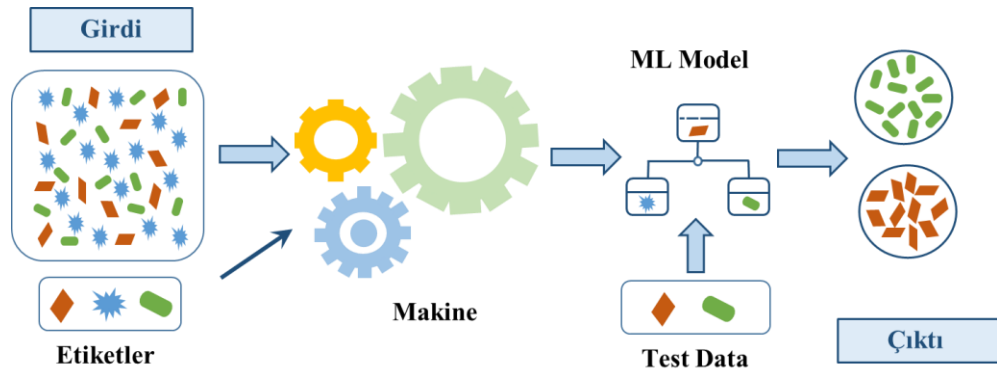 Girdi
ML Model
Makine
Etiketler
Test Data
Çıktı